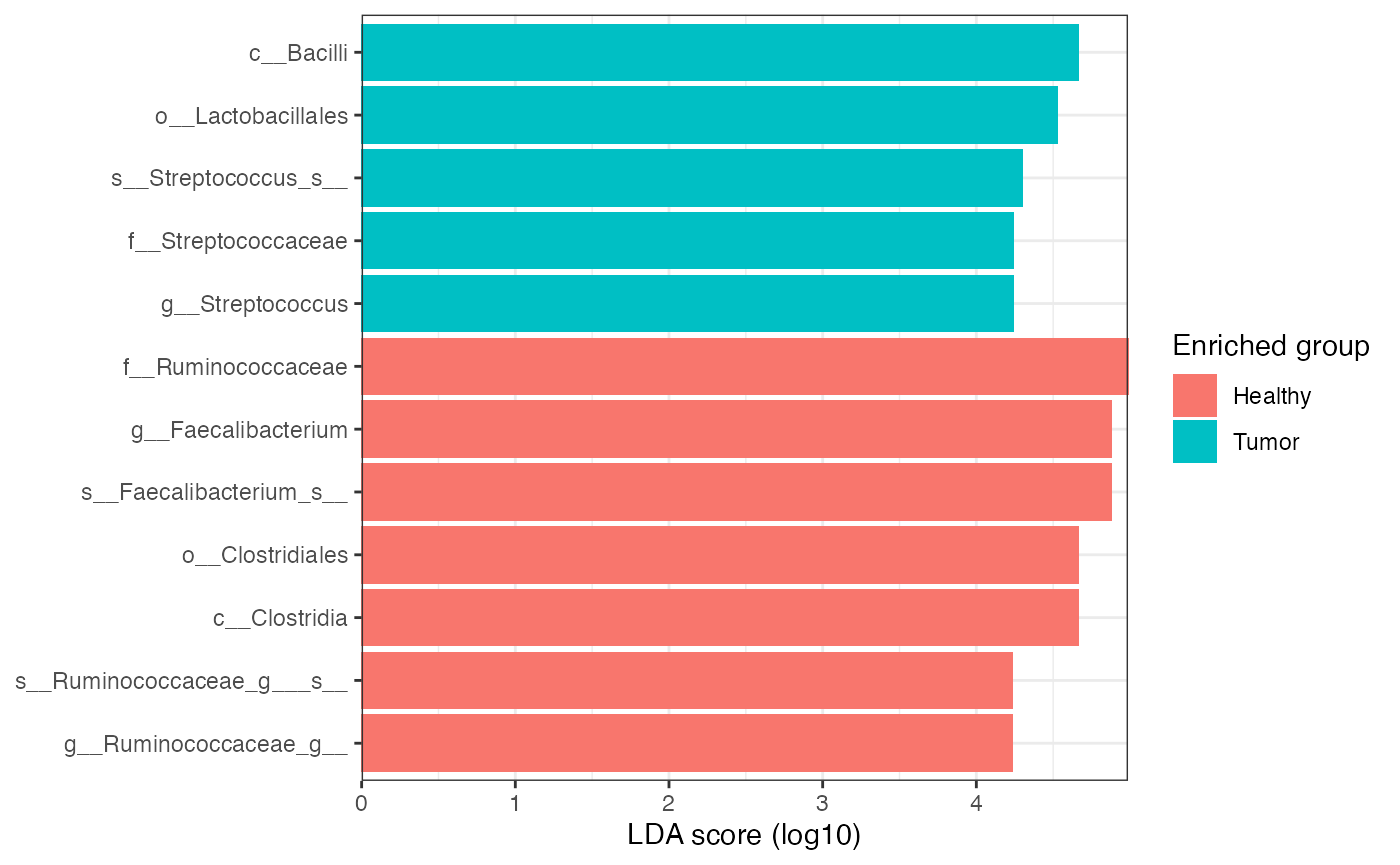 c__Bacilli
o__Lactobacillales
s__Streptococcus_s__
f__Streptococcaceae
g__Streptococcus
f__Ruminococcaceae
g__Faecalibacterium
s__Faecalibacterium_s__
o__Clostridiales
c__Clostridia
s__Ruminococcaceae_g___s__
g__Ruminococcaceae_g__
0 1 2 3 4
LDA score (log10)
Enriched group
Healthy
Tumor